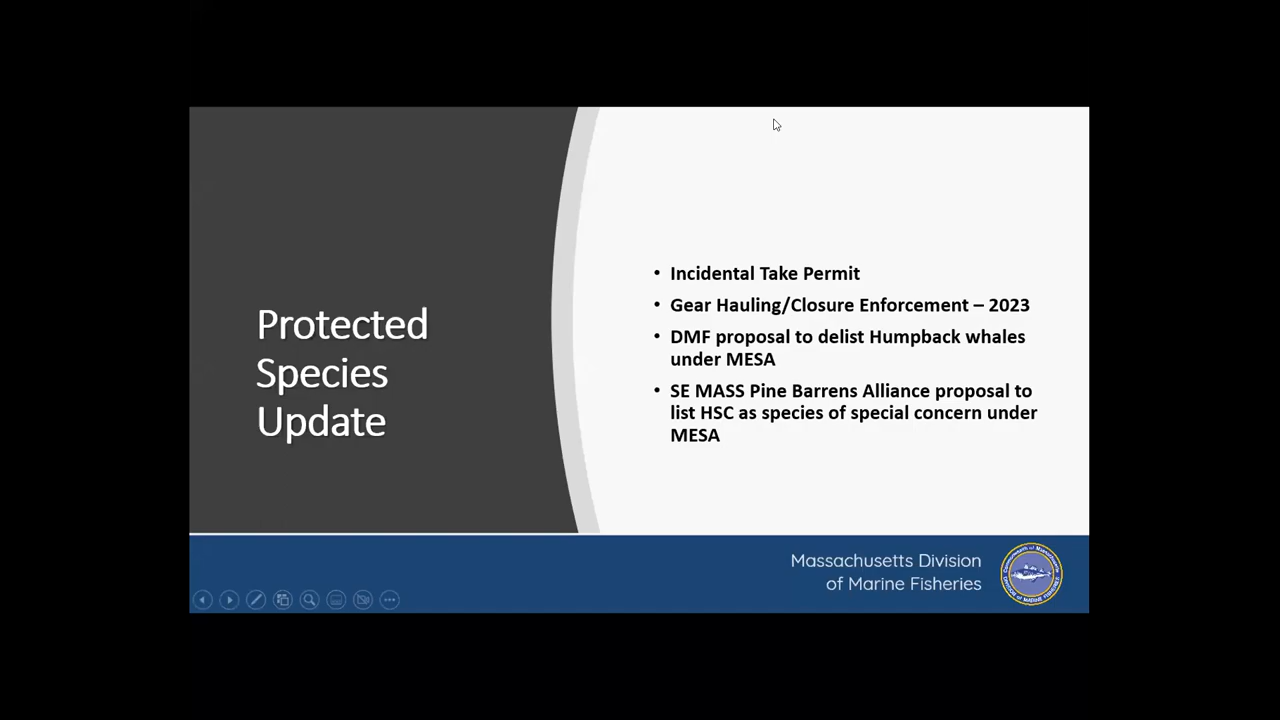 Protected
Species
Update
• Incidental Take Permit
• Gear Hauling/Closure Enforcement – 2023
• DMF proposal to delist Humpback whales
under MESA
• SE MASS Pine Barrens Alliance proposal to
list HSC as species of special concern under
MESA
Massachusetts Division
of Marine Fisheries